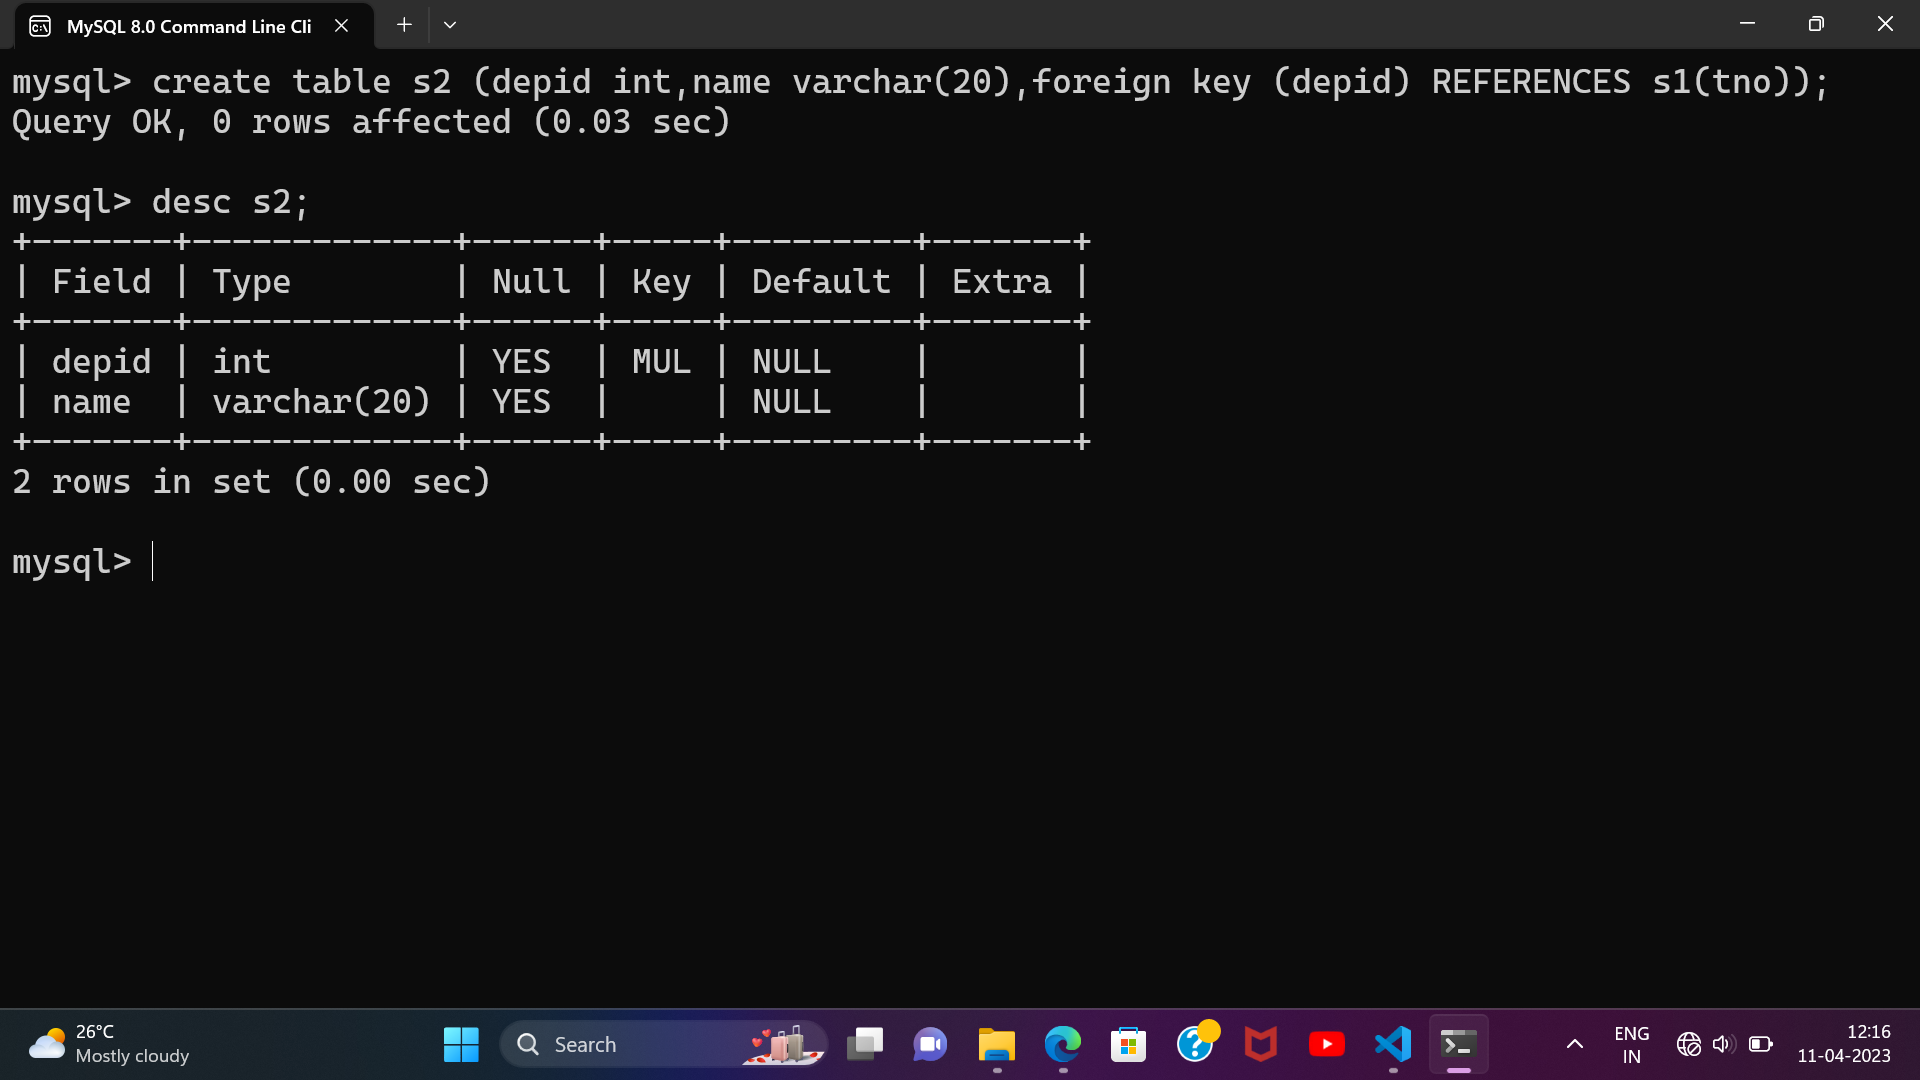 MySQL 8.0 Command Line Cli
mysql> create table s2 (depid int,name varchar(20),foreign key (depid) REFERENCES s1(tno));
Query OK, 0 rows affected (0.03 sec)
mysql> desc s2;
+-------+-------------+------+-----+---------+-------+
| Field | Type        | Null | Key | Default | Extra |
+-------+-------------+------+-----+---------+-------+
| depid | int         | YES  | MUL | NULL    |       |
| name  | varchar(20) | YES  |     | NULL    |       |
+-------+-------------+------+-----+---------+-------+
2 rows in set (0.00 sec)
mysql>
26°C
Mostly cloudy
Search
ENG
IN
12:16
11-04-2023